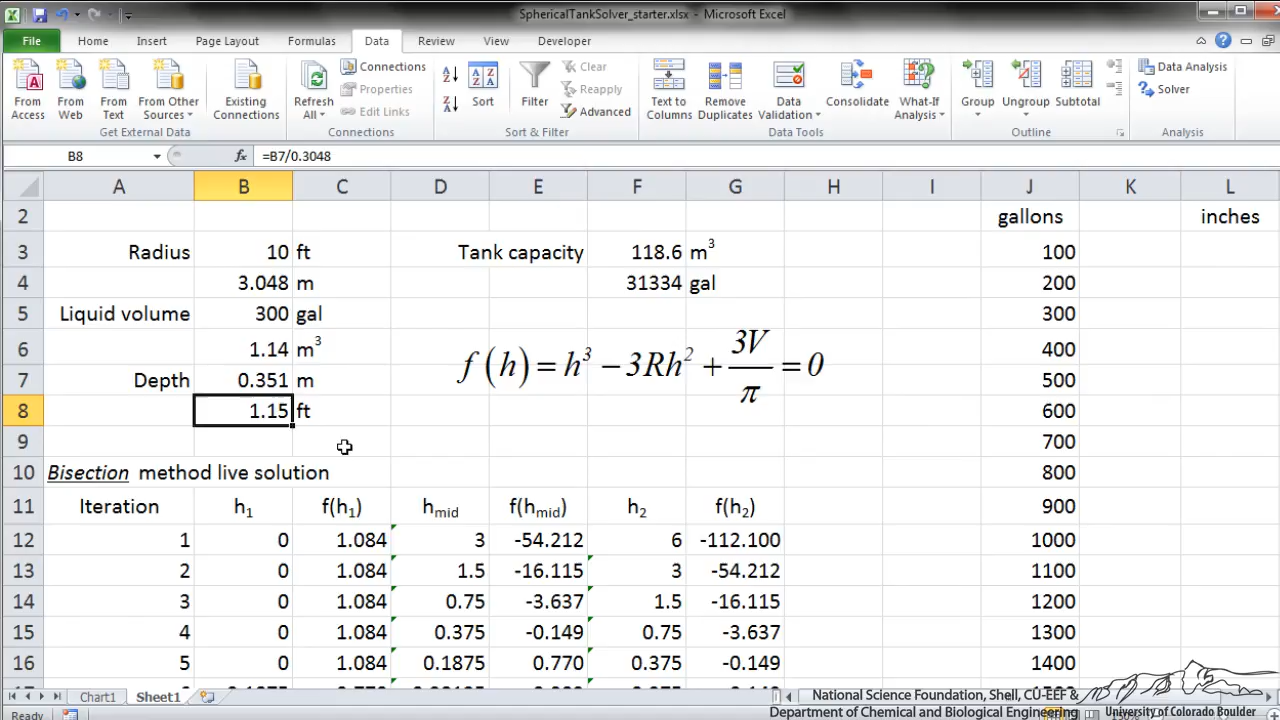 SphericalTankSolver_starter.xlsx - Microsoft Excel
File Home Insert Page Layout Formulas Data Review View Developer
From Access
From Web
From Text
From Other Sources
Existing Connections
Get External Data
Refresh All
Connections
Properties
Edit Links
Connections
Sort
Filter
Clear
Reapply
Advanced
Sort & Filter
Text to Columns
Remove Duplicates
Data Validation
Consolidate
What-If Analysis
Data Tools
Group
Ungroup
Subtotal
Outline
Data Analysis
Solver
Analysis
B8 fx =B7/0.3048
A B C D E F G H I J K L
2 gallons inches
3 Radius 10 ft Tank capacity 118.6 m³ 100
4 3.048 m 31334 gal 200
5 Liquid volume 300 gal 300
6 1.14 m³ 400
7 Depth 0.351 m 500
f(h) = h³ − 3Rh² + 3V/π = 0
8 1.15 ft 600
9 700
10 Bisection method live solution 800
11 Iteration h₁ f(h₁) hmid f(hmid) h₂ f(h₂) 900
12 1 0 1.084 3 -54.212 6 -112.100 1000
13 2 0 1.084 1.5 -16.115 3 -54.212 1100
14 3 0 1.084 0.75 -3.637 1.5 -16.115 1200
15 4 0 1.084 0.375 -0.149 0.75 -3.637 1300
16 5 0 1.084 0.1875 0.770 0.375 -0.149 1400
Chart1 Sheet1
Ready
National Science Foundation, Shell, CU-EEF &
Department of Chemical and Biological Engineering
University of Colorado Boulder